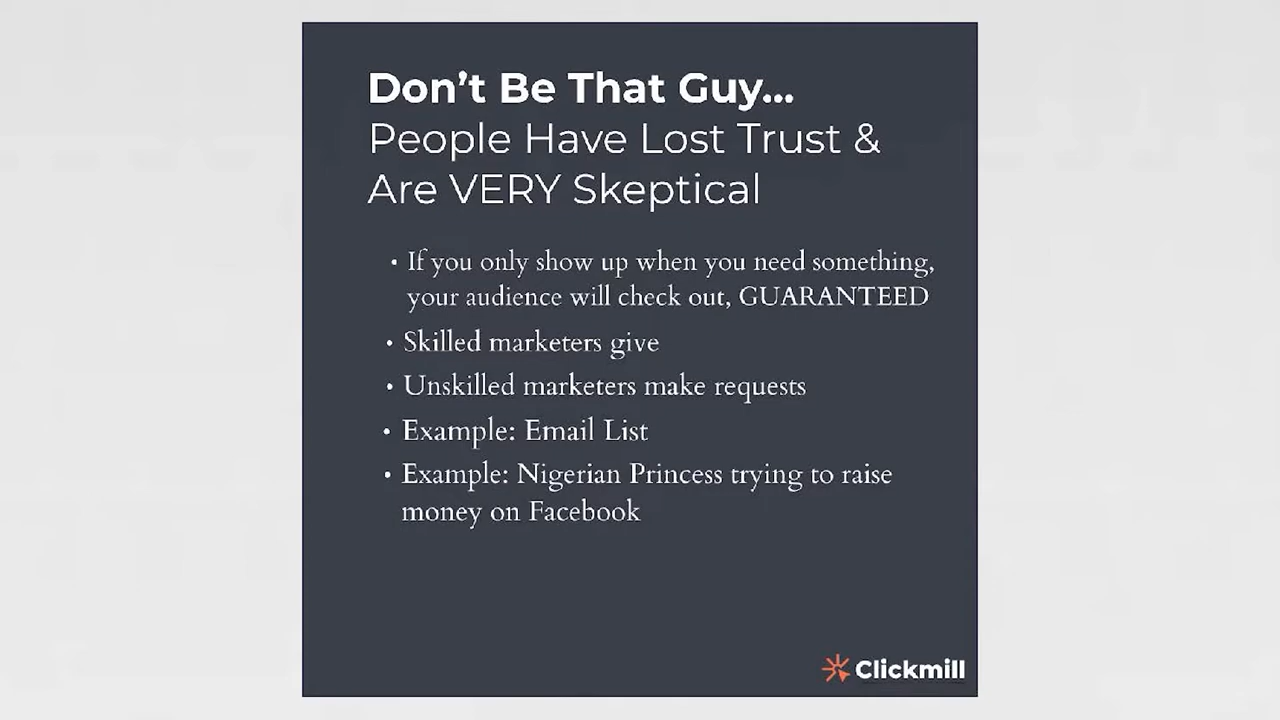 Don't Be That Guy...
People Have Lost Trust &
Are VERY Skeptical
• If you only show up when you need something,
your audience will check out, GUARANTEED
• Skilled marketers give
• Unskilled marketers make requests
• Example: Email List
• Example: Nigerian Princess trying to raise
money on Facebook
Clickmill